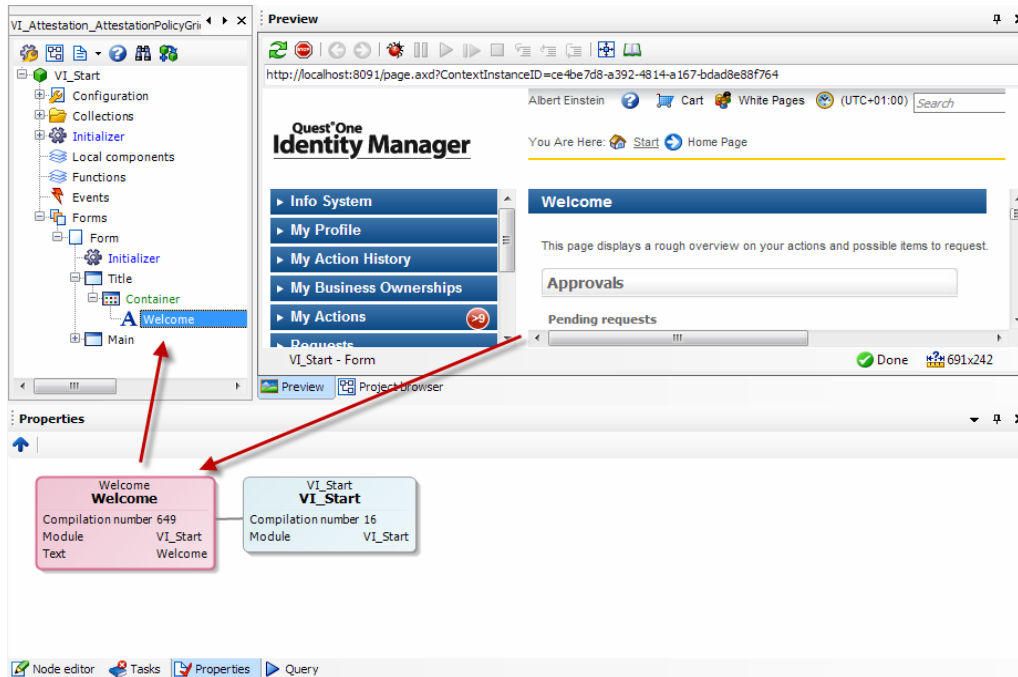 VI_Attestation_AttestationPolicyGri
VI_Start
Configuration
Collections
Initializer
Local components
Functions
Events
Forms
Form
Initializer
Title
Container
Welcome
Main
Preview
http://localhost:8091/page.axd?ContextInstanceID=ce4be7d8-a392-4814-a167-bdad8e88f764
Albert Einstein Cart White Pages (UTC+01:00) Search
Quest One
Identity Manager
You Are Here: Start Home Page
Info System
My Profile
My Action History
My Business Ownerships
My Actions >9
Requests
Welcome
This page displays a rough overview on your actions and possible items to request.
Approvals
Pending requests
VI_Start - Form
Done 691x242
Preview Project browser
Properties
Welcome
Welcome
Compilation number 649
Module VI_Start
Text Welcome
VI_Start
VI_Start
Compilation number 16
Module VI_Start
Node editor Tasks Properties Query